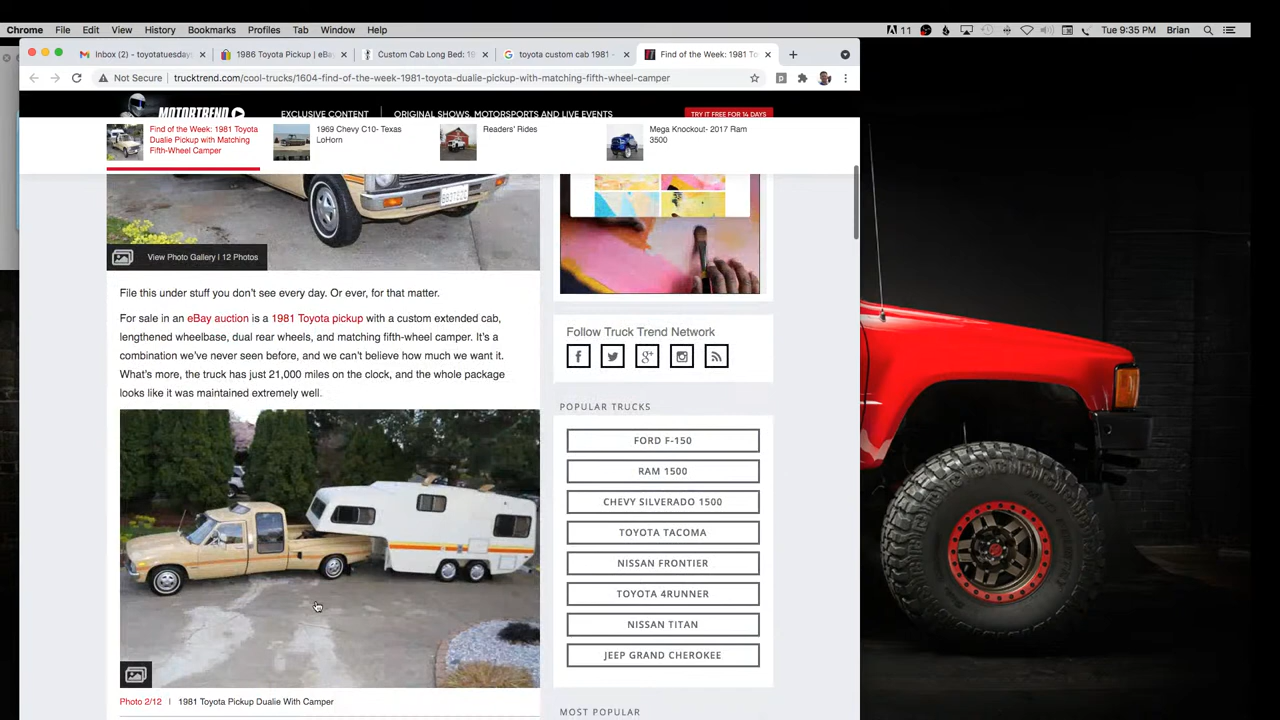 Chrome File Edit View History Bookmarks Profiles Tab Window Help 11 Tue 9:35 PM Brian
Inbox (2) - toyotatuesdays 1986 Toyota Pickup | eBay Custom Cab Long Bed: 19 toyota custom cab 1981 - Find of the Week: 1981 To
Not Secure trucktrend.com/cool-trucks/1604-find-of-the-week-1981-toyota-dualie-pickup-with-matching-fifth-wheel-camper
MOTORTREND EXCLUSIVE CONTENT ORIGINAL SHOWS, MOTORSPORTS AND LIVE EVENTS TRY IT FREE FOR 14 DAYS
Find of the Week: 1981 Toyota
Dualie Pickup with Matching
Fifth-Wheel Camper
1969 Chevy C10- Texas
LoHorn
Readers' Rides
Mega Knockout- 2017 Ram
3500
View Photo Gallery | 12 Photos
File this under stuff you don't see every day. Or ever, for that matter.
For sale in an eBay auction is a 1981 Toyota pickup with a custom extended cab,
lengthened wheelbase, dual rear wheels, and matching fifth-wheel camper. It's a
combination we've never seen before, and we can't believe how much we want it.
What's more, the truck has just 21,000 miles on the clock, and the whole package
looks like it was maintained extremely well.
Photo 2/12 | 1981 Toyota Pickup Dualie With Camper
Follow Truck Trend Network
POPULAR TRUCKS
FORD F-150
RAM 1500
CHEVY SILVERADO 1500
TOYOTA TACOMA
NISSAN FRONTIER
TOYOTA 4RUNNER
NISSAN TITAN
JEEP GRAND CHEROKEE
MOST POPULAR